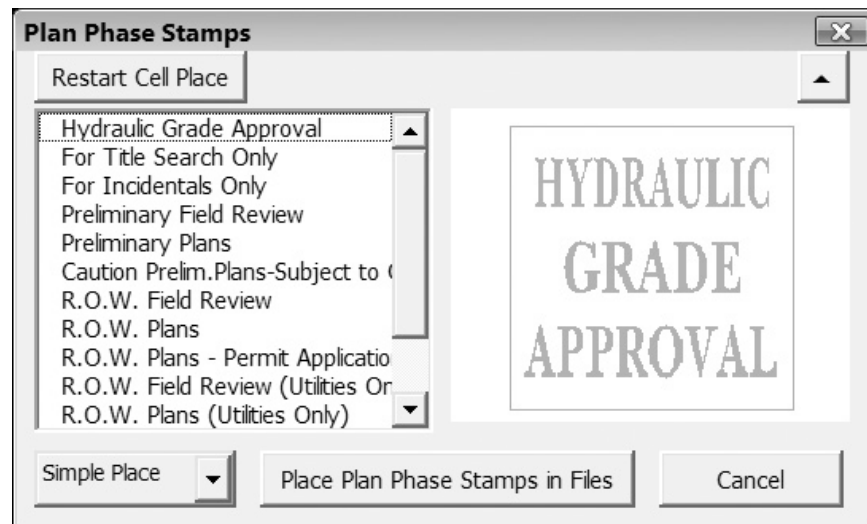 Plan Phase Stamps
Restart Cell Place
Hydraulic Grade Approval
For Title Search Only
For Incidentals Only
Preliminary Field Review
Preliminary Plans
Caution Prelim.Plans-Subject to
R.O.W. Field Review
R.O.W. Plans
R.O.W. Plans - Permit Applicatio
R.O.W. Field Review (Utilities On
R.O.W. Plans (Utilities Only)
HYDRAULIC
GRADE
APPROVAL
Simple Place
Place Plan Phase Stamps in Files
Cancel